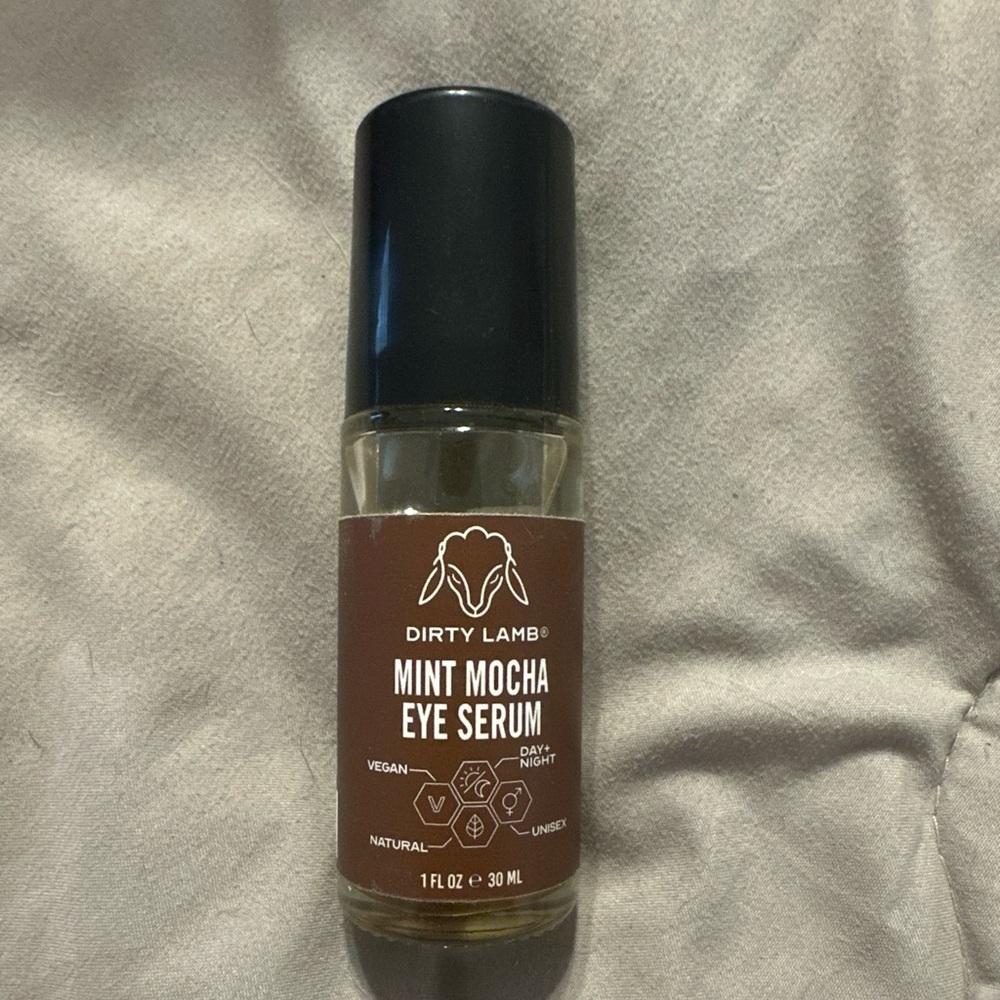 DIRTY LAMB®
MINT MOCHA
EYE SERUM
DAY+
NIGHT
VEGAN
V
NATURAL
UNISEX
1 FL OZ ℮ 30 ML